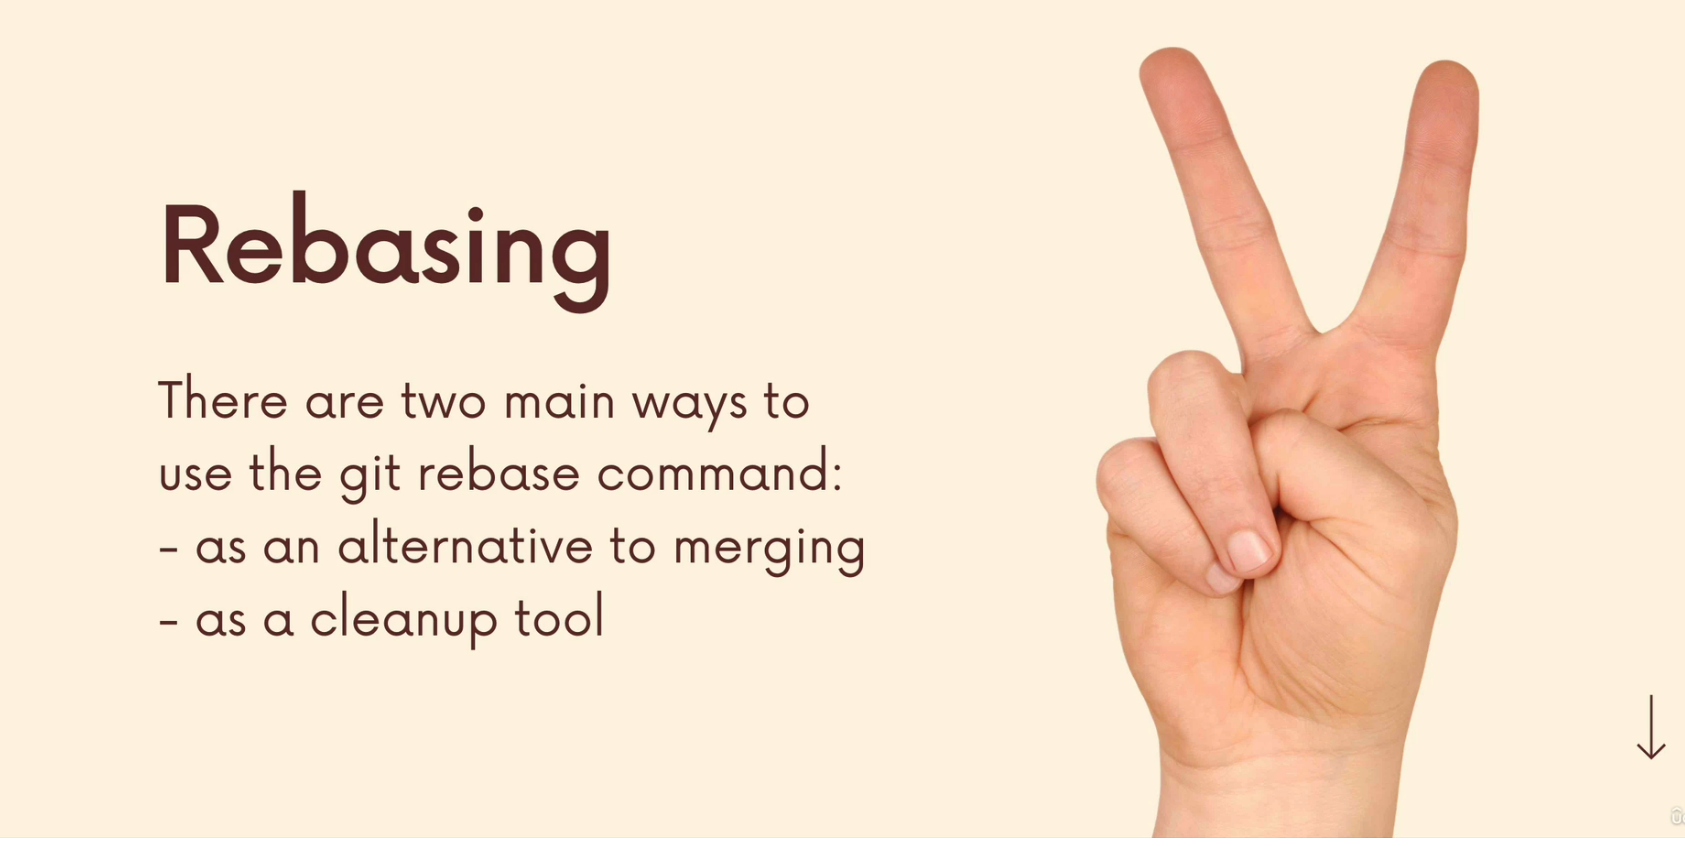 Rebasing
There are two main ways to
use the git rebase command:
- as an alternative to merging
- as a cleanup tool